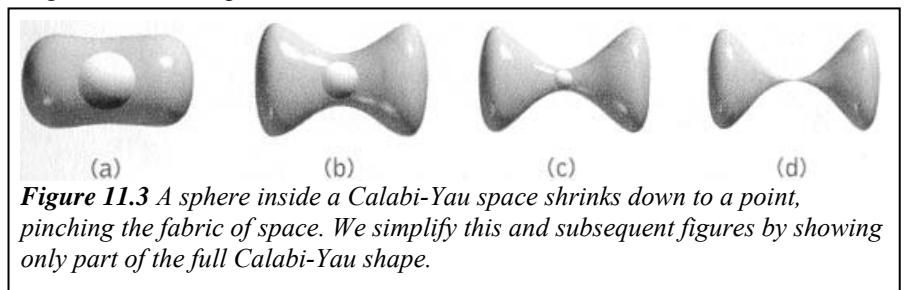 (a) (b) (c) (d)
Figure 11.3 A sphere inside a Calabi-Yau space shrinks down to a point,
pinching the fabric of space. We simplify this and subsequent figures by showing
only part of the full Calabi-Yau shape.